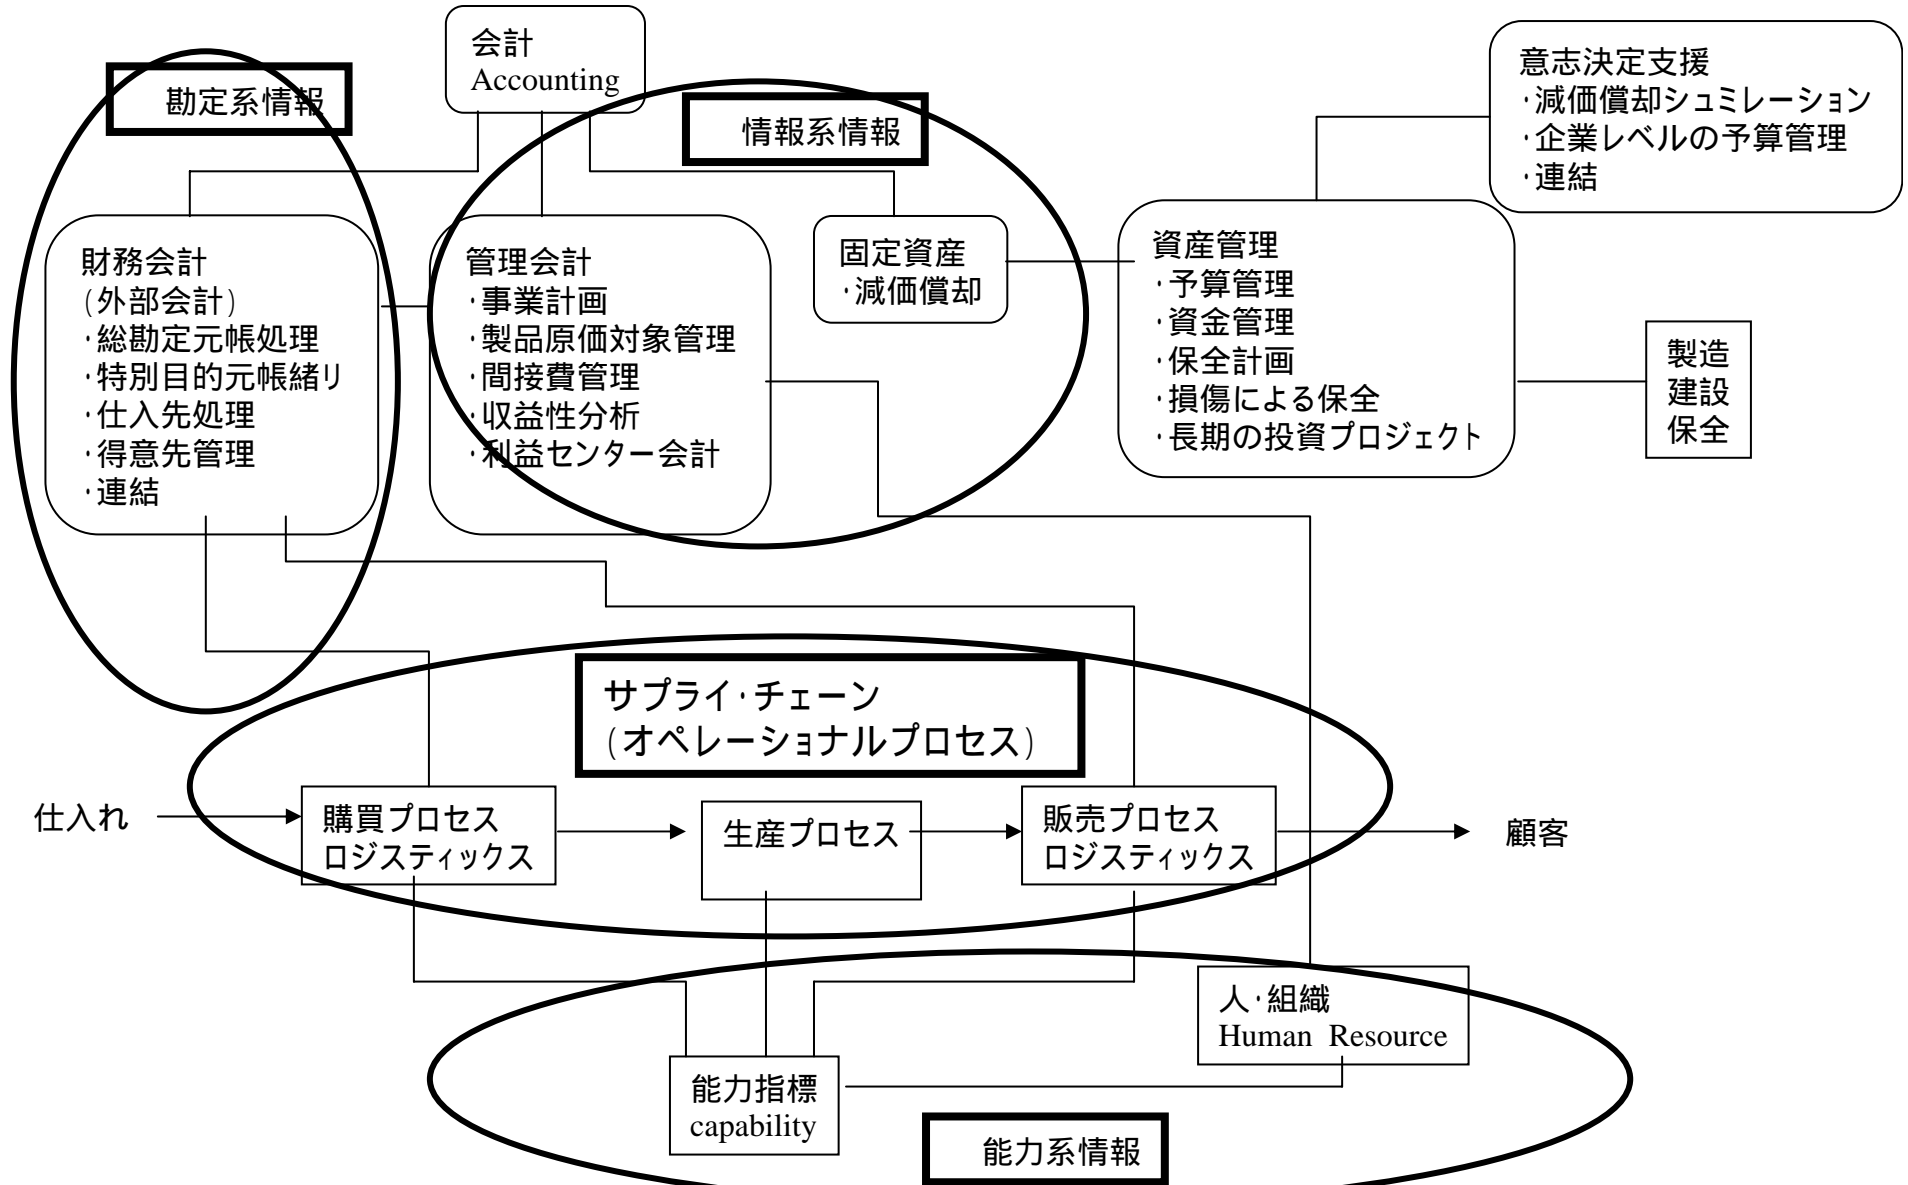 会計
Accounting
勘定系情報
情報系情報
意志決定支援
・減価償却シュミレーション
・企業レベルの予算管理
・連結
財務会計
(外部会計)
・総勘定元帳処理
・特別目的元帳緒リ
・仕入先処理
・得意先管理
・連結
管理会計
・事業計画
・製品原価対象管理
・間接費管理
・収益性分析
・利益センター会計
固定資産
・減価償却
資産管理
・予算管理
・資金管理
・保全計画
・損傷による保全
・長期の投資プロジェクト
製造
建設
保全
サプライ・チェーン
(オペレーショナルプロセス)
仕入れ
購買プロセス
ロジスティックス
生産プロセス
販売プロセス
ロジスティックス
顧客
人・組織
Human Resource
能力指標
capability
能力系情報